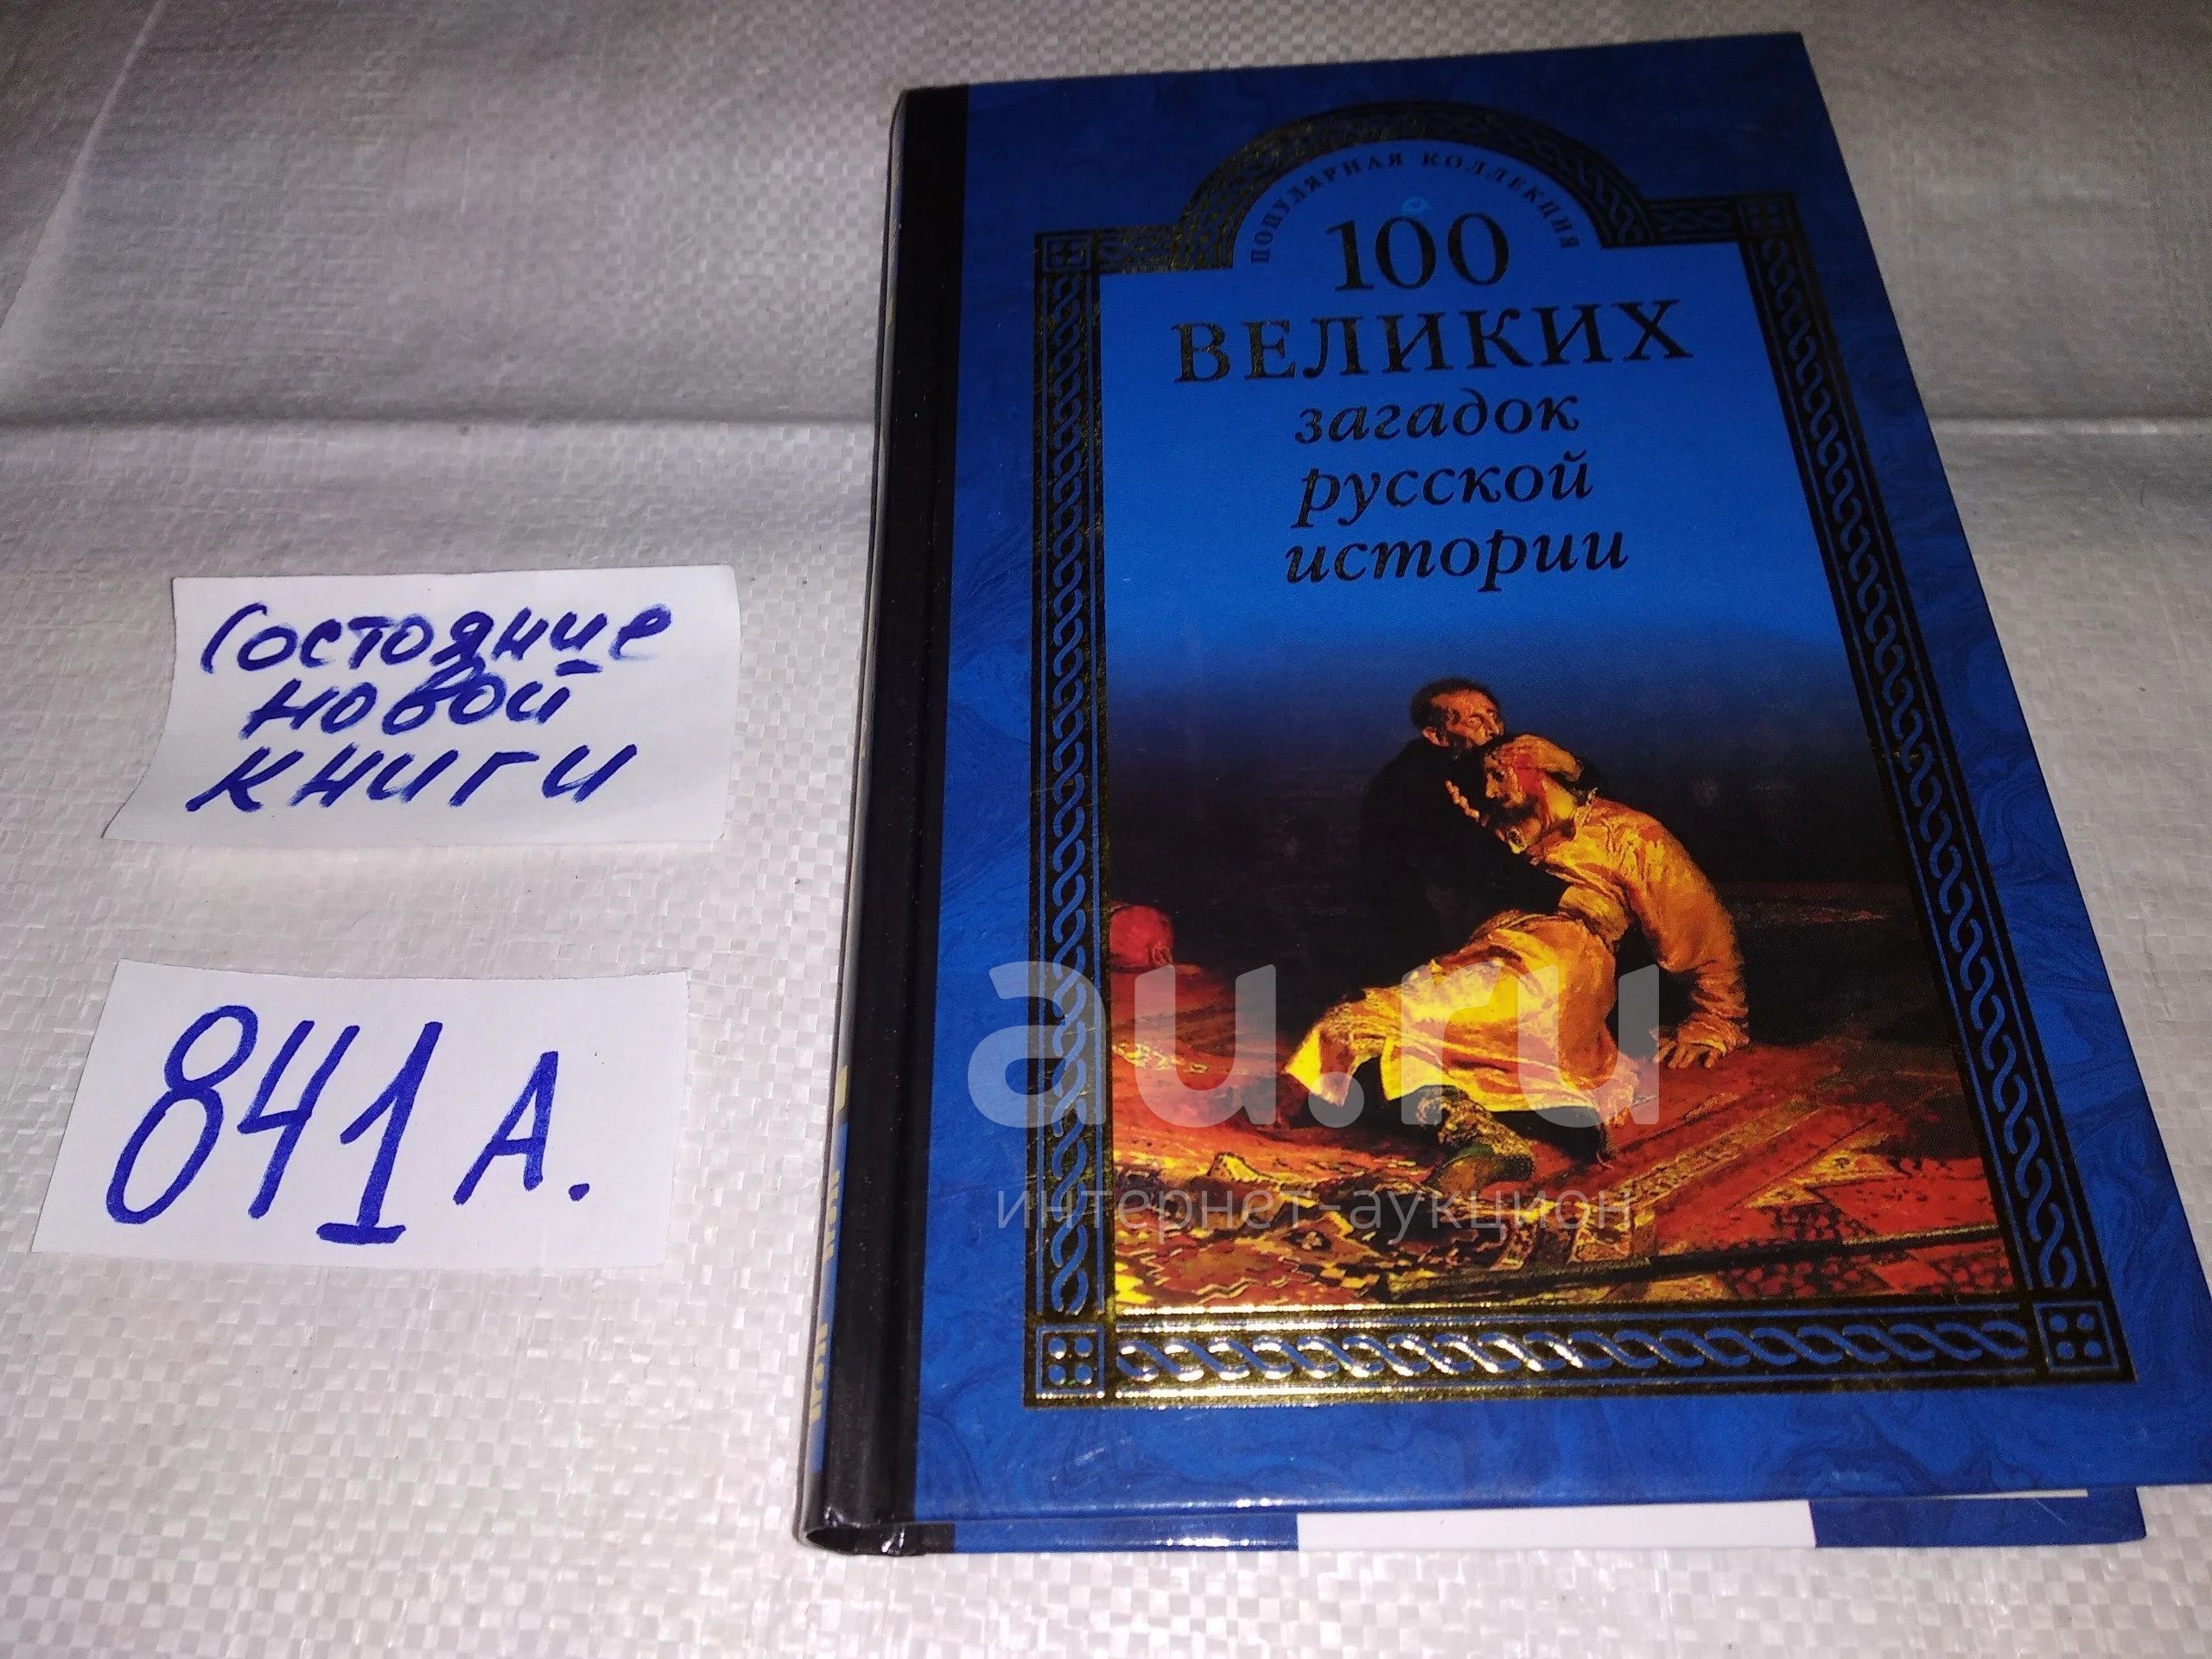 ПОПУЛЯРНАЯ КОЛЛЕКЦИЯ
100
ВЕЛИКИХ
загадок
русской
истории
Состояние
новой
книги
841 А.
au.ru
интернет-аукцион